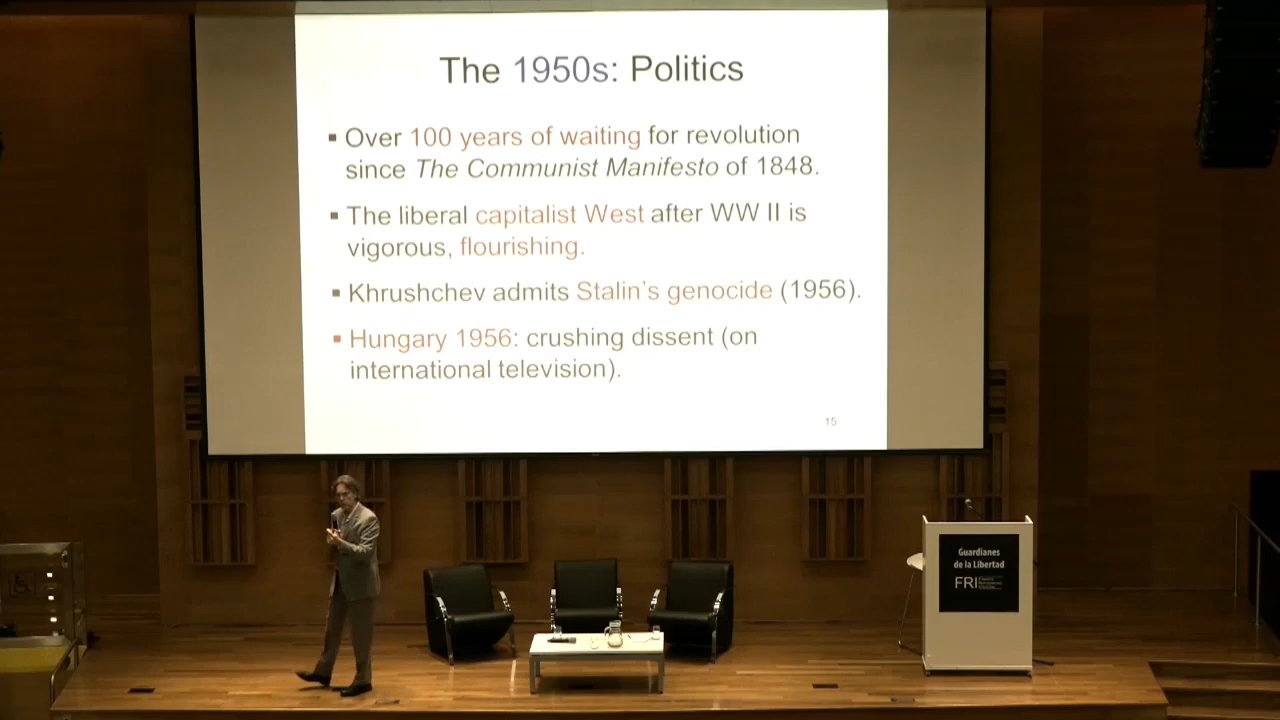 The 1950s: Politics
▪ Over 100 years of waiting for revolution
since The Communist Manifesto of 1848.
▪ The liberal capitalist West after WW II is
vigorous, flourishing.
▪ Khrushchev admits Stalin's genocide (1956).
▪ Hungary 1956: crushing dissent (on
international television).
15
Guardianes
de la Libertad
FRI